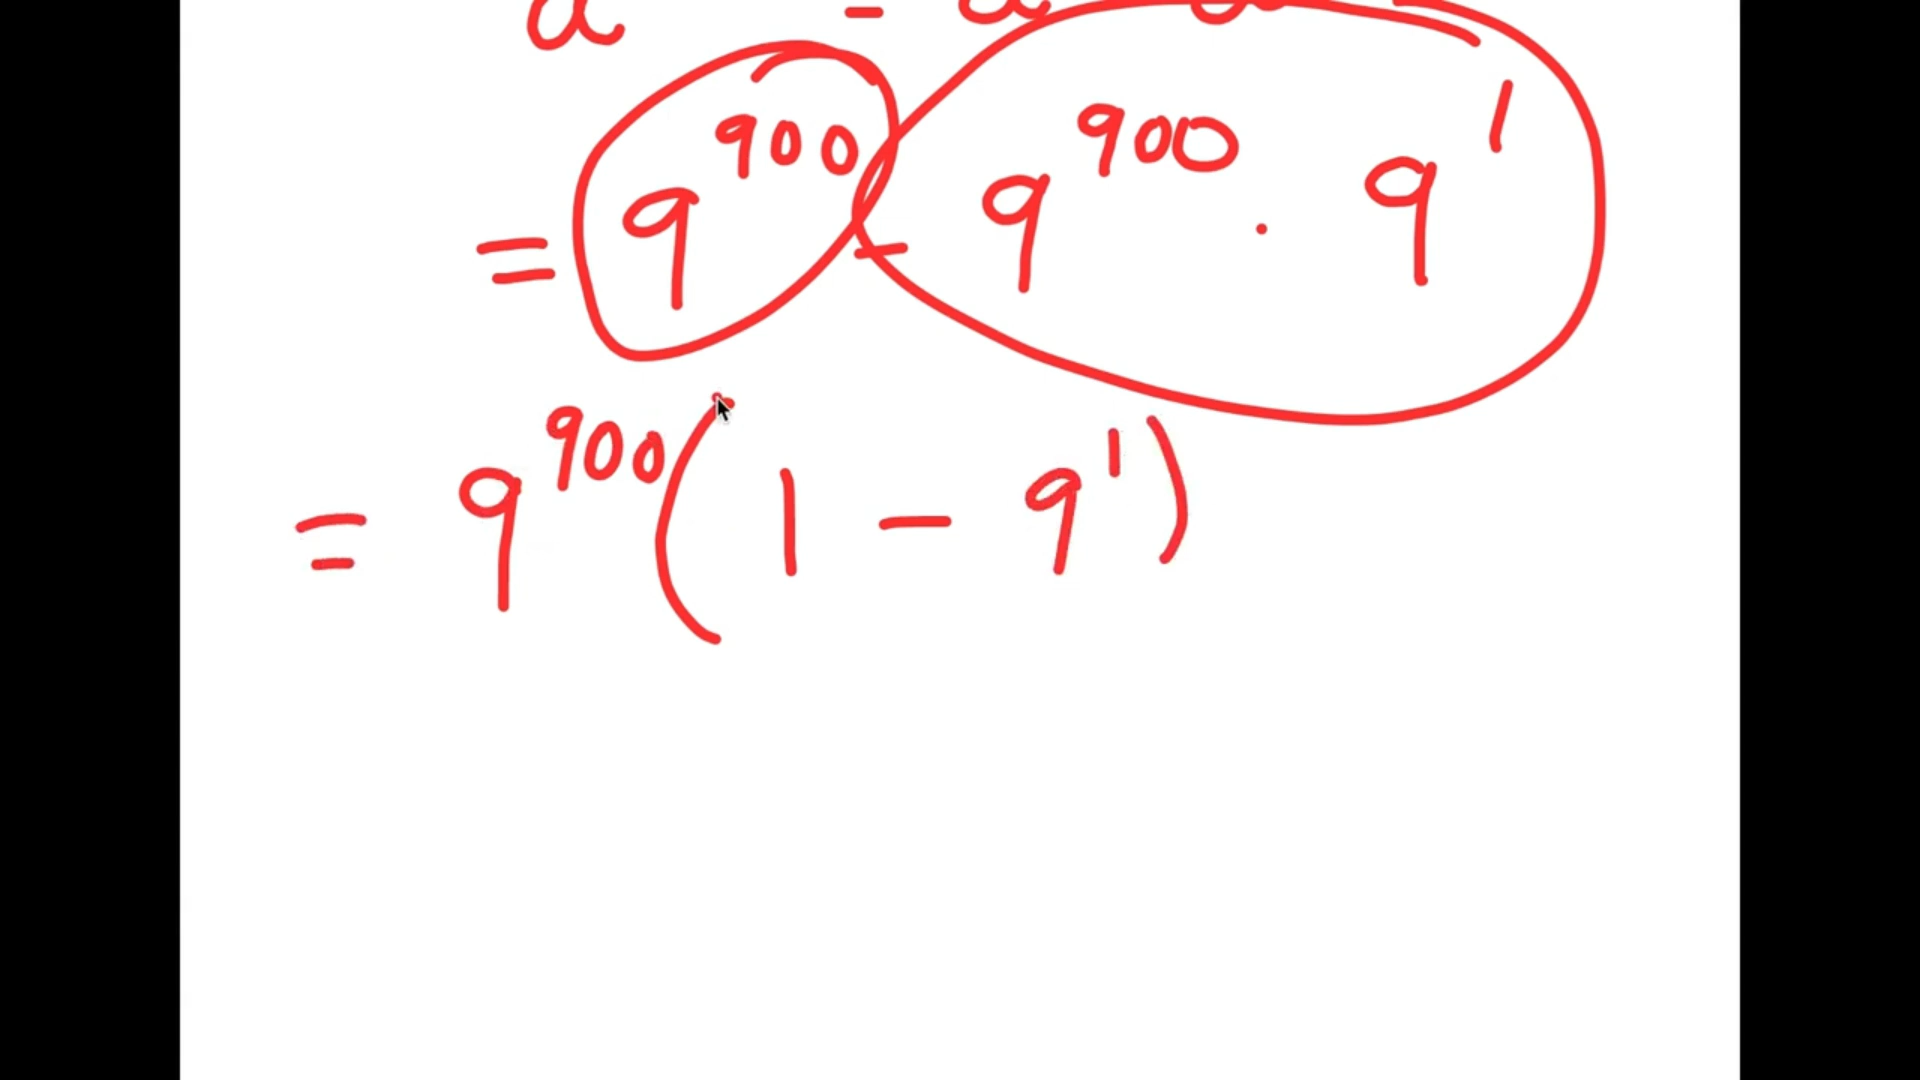 = 9^900 - 9^900 · 9^1
= 9^900 (1 - 9^1)